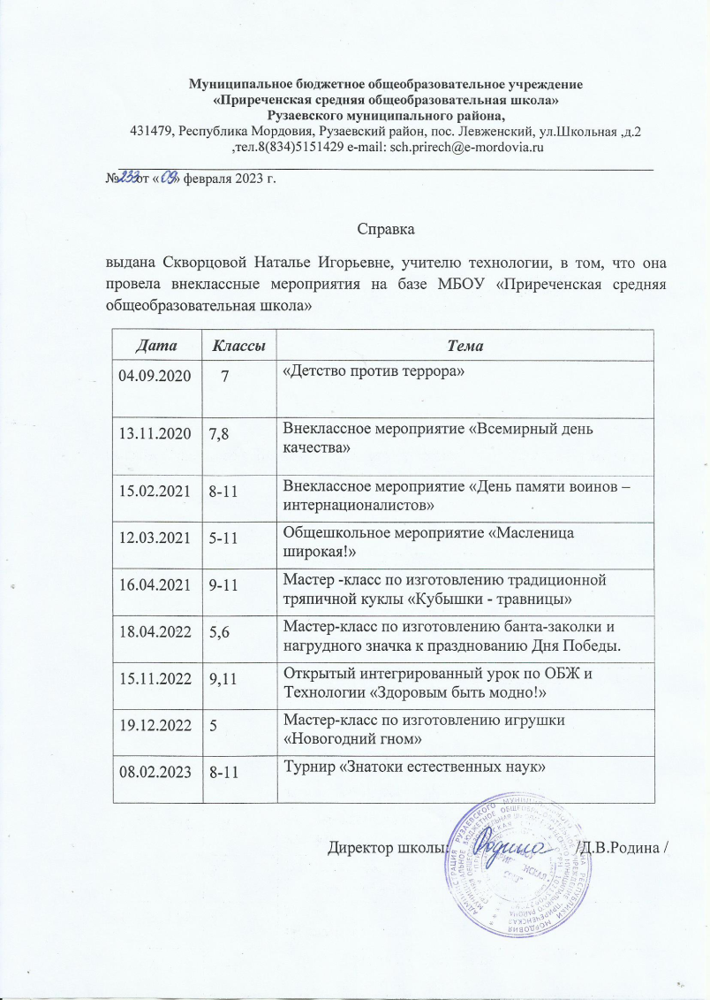 Муниципальное бюджетное общеобразовательное учреждение
«Приреченская средняя общеобразовательная школа»
Рузаевского муниципального района,
431479, Республика Мордовия, Рузаевский район, пос. Левженский, ул.Школьная ,д.2
,тел.8(834)5151429 e-mail: sch.prirech@e-mordovia.ru
№233от «09» февраля 2023 г.
Справка
выдана Скворцовой Наталье Игорьевне, учителю технологии, в том, что она
провела внеклассные мероприятия на базе МБОУ «Приреченская средняя
общеобразовательная школа»
Дата Классы Тема
04.09.2020 7 «Детство против террора»
13.11.2020 7,8 Внеклассное мероприятие «Всемирный день
качества»
15.02.2021 8-11 Внеклассное мероприятие «День памяти воинов –
интернационалистов»
12.03.2021 5-11 Общешкольное мероприятие «Масленица
широкая!»
16.04.2021 9-11 Мастер -класс по изготовлению традиционной
тряпичной куклы «Кубышки - травницы»
18.04.2022 5,6 Мастер-класс по изготовлению банта-заколки и
нагрудного значка к празднованию Дня Победы.
15.11.2022 9,11 Открытый интегрированный урок по ОБЖ и
Технологии «Здоровым быть модно!»
19.12.2022 5 Мастер-класс по изготовлению игрушки
«Новогодний гном»
08.02.2023 8-11 Турнир «Знатоки естественных наук»
Директор школы: Родина /Д.В.Родина /